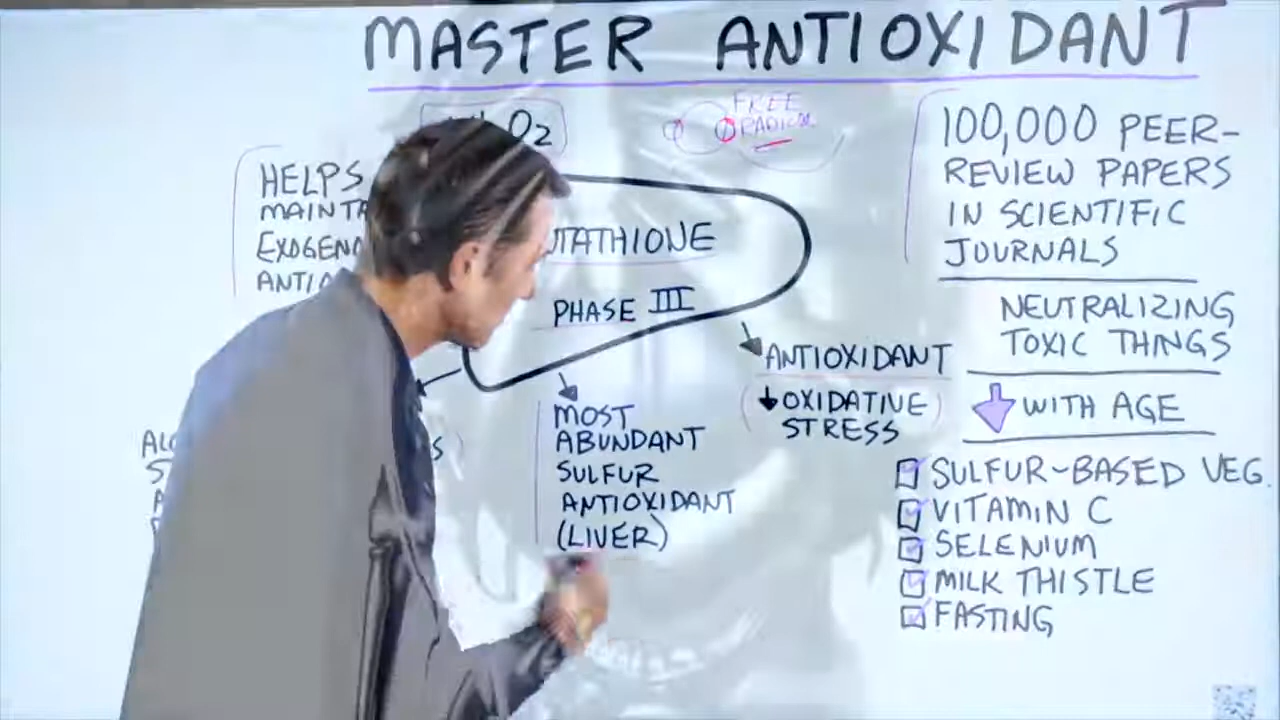 MASTER ANTIOXIDANT
O2
FREE
RADICAL
HELPS
MAINTA
EXOGENO
ANTIO
TATHIONE
PHASE III
100,000 PEER-
REVIEW PAPERS
IN SCIENTIFIC
JOURNALS
NEUTRALIZING
TOXIC THINGS
WITH AGE
ANTIOXIDANT
OXIDATIVE
STRESS
MOST
ABUNDANT
SULFUR
ANTIOXIDANT
(LIVER)
SULFUR-BASED VEG.
VITAMIN C
SELENIUM
MILK THISTLE
FASTING